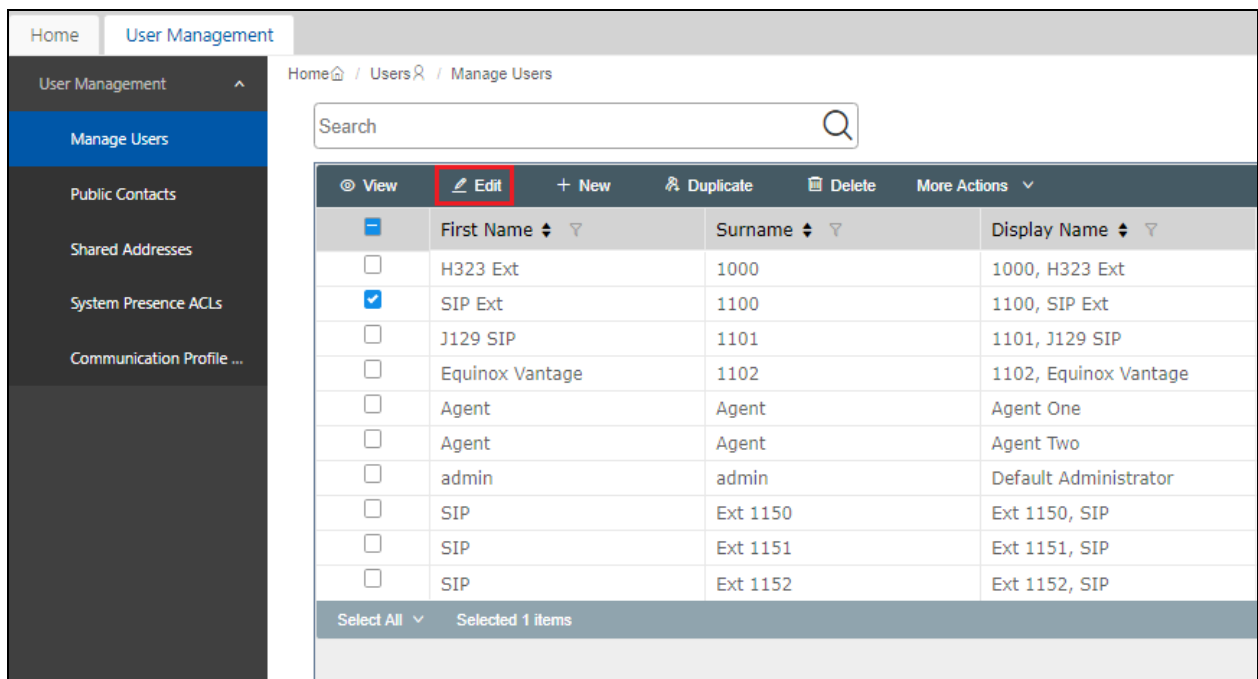 Home User Management
User Management
Manage Users
Public Contacts
Shared Addresses
System Presence ACLs
Communication Profile ...
Home / Users / Manage Users
Search
View Edit + New Duplicate Delete More Actions
First Name Surname Display Name
H323 Ext 1000 1000, H323 Ext
SIP Ext 1100 1100, SIP Ext
J129 SIP 1101 1101, J129 SIP
Equinox Vantage 1102 1102, Equinox Vantage
Agent Agent Agent One
Agent Agent Agent Two
admin admin Default Administrator
SIP Ext 1150 Ext 1150, SIP
SIP Ext 1151 Ext 1151, SIP
SIP Ext 1152 Ext 1152, SIP
Select All Selected 1 items